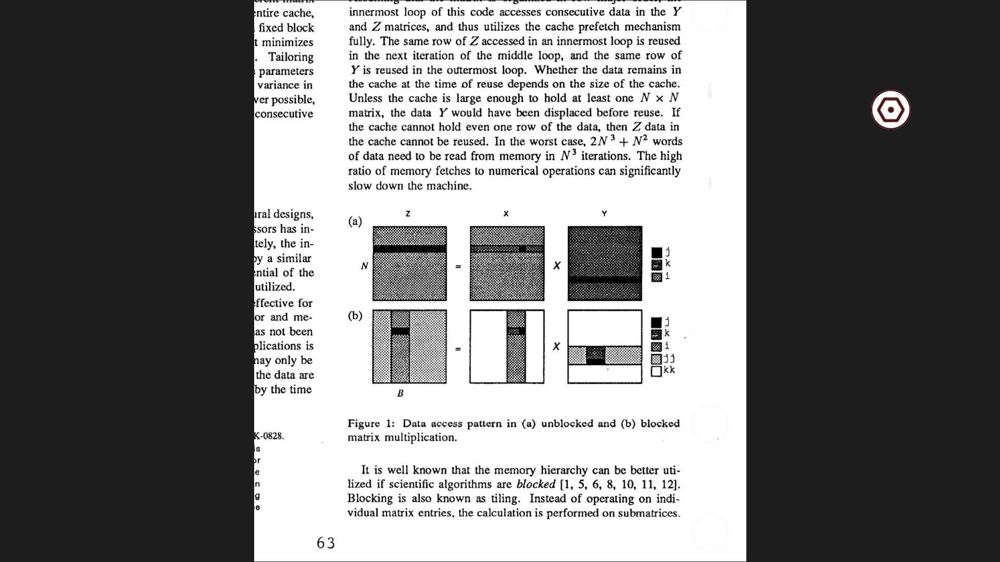 entire cache,
fixed block
t minimizes
. Tailoring
parameters
variance in
ver possible,
consecutive
ural designs,
ssors has in-
tely, the in-
by a similar
ential of the
utilized.
effective for
or and me-
as not been
plications is
may only be
the data are
by the time
K-0828.
is
or
e
n
g
e
innermost loop of this code accesses consecutive data in the Y
and Z matrices, and thus utilizes the cache prefetch mechanism
fully. The same row of Z accessed in an innermost loop is reused
in the next iteration of the middle loop, and the same row of
Y is reused in the outermost loop. Whether the data remains in
the cache at the time of reuse depends on the size of the cache.
Unless the cache is large enough to hold at least one N × N
matrix, the data Y would have been displaced before reuse. If
the cache cannot hold even one row of the data, then Z data in
the cache cannot be reused. In the worst case, 2N³ + N² words
of data need to be read from memory in N³ iterations. The high
ratio of memory fetches to numerical operations can significantly
slow down the machine.
Z X Y
(a)
N = X
j
k
i
(b)
= X
j
k
i
jj
kk
B
Figure 1: Data access pattern in (a) unblocked and (b) blocked
matrix multiplication.
It is well known that the memory hierarchy can be better uti-
lized if scientific algorithms are blocked [1, 5, 6, 8, 10, 11, 12].
Blocking is also known as tiling. Instead of operating on indi-
vidual matrix entries, the calculation is performed on submatrices.
63